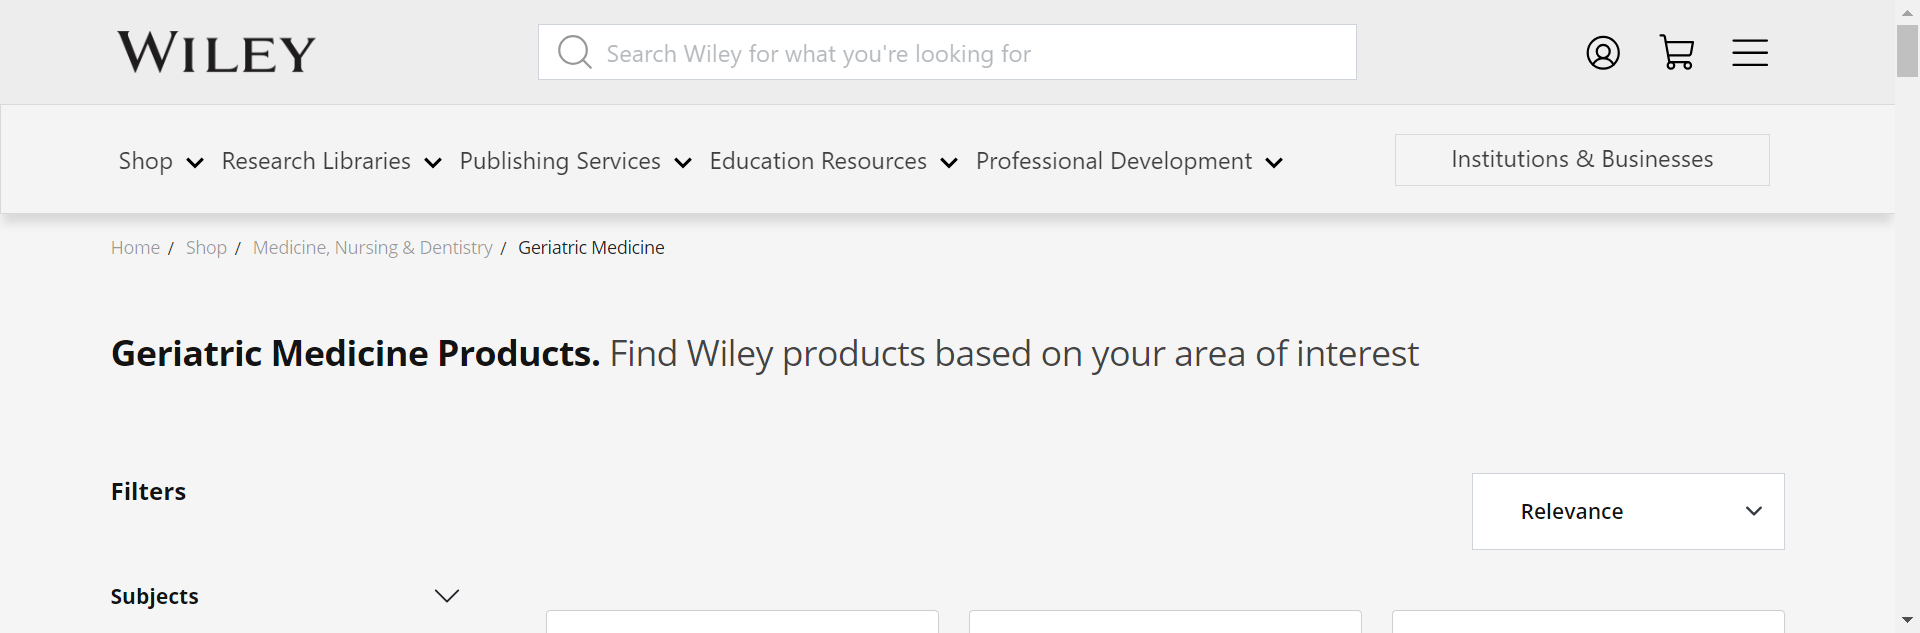 WILEY
Search Wiley for what you're looking for
Shop Research Libraries Publishing Services Education Resources Professional Development Institutions & Businesses
Home / Shop / Medicine, Nursing & Dentistry / Geriatric Medicine
Geriatric Medicine Products. Find Wiley products based on your area of interest
Filters
Relevance
Subjects